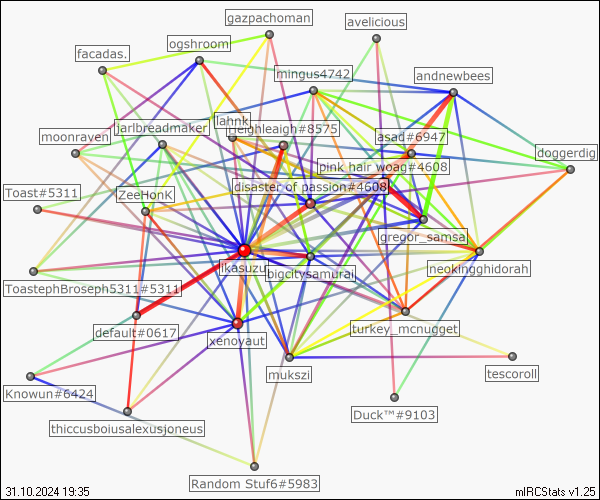 gazpachoman
avelicious
ogshroom
facadas.
mingus4742
andnewbees
lahnk
jarlbreadmaker
heighleigh#8575
moonraven
asad#6947
doggerdig
pink hair woag#4608
disaster of passion#4608
Toast#5311
ZeeHonK
gregor_samsa
ikasuzu
bigcitysamurai
neokingghidorah
ToastephBroseph5311#5311
default#0617
turkey_mcnugget
xenoyaut
mukszi
tescoroll
Knowun#6424
Duck™#9103
thiccusboiusalexusjoneus
Random Stuf6#5983
31.10.2024 19:35
mIRCStats v1.25